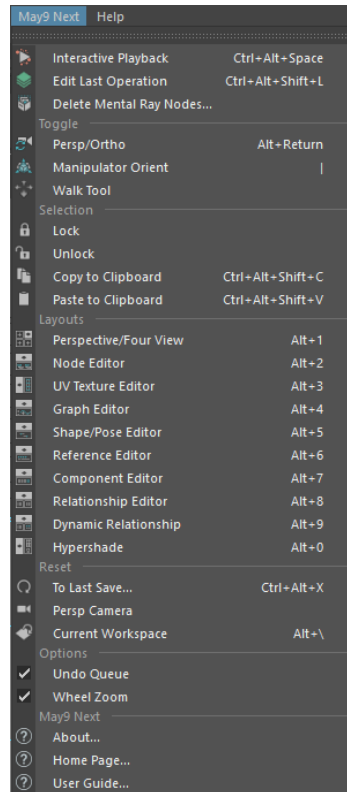 May9 Next Help
Interactive Playback Ctrl+Alt+Space
Edit Last Operation Ctrl+Alt+Shift+L
Delete Mental Ray Nodes...
Toggle
Persp/Ortho Alt+Return
Manipulator Orient |
Walk Tool
Selection
Lock
Unlock
Copy to Clipboard Ctrl+Alt+Shift+C
Paste to Clipboard Ctrl+Alt+Shift+V
Layouts
Perspective/Four View Alt+1
Node Editor Alt+2
UV Texture Editor Alt+3
Graph Editor Alt+4
Shape/Pose Editor Alt+5
Reference Editor Alt+6
Component Editor Alt+7
Relationship Editor Alt+8
Dynamic Relationship Alt+9
Hypershade Alt+0
Reset
To Last Save... Ctrl+Alt+X
Persp Camera
Current Workspace Alt+\
Options
Undo Queue
Wheel Zoom
May9 Next
About...
Home Page...
User Guide...